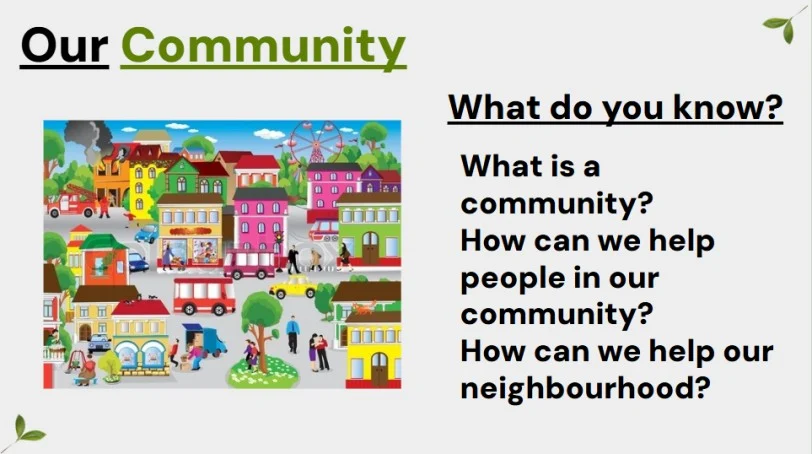 Our Community
What do you know?
What is a
community?
How can we help
people in our
community?
How can we help our
neighbourhood?